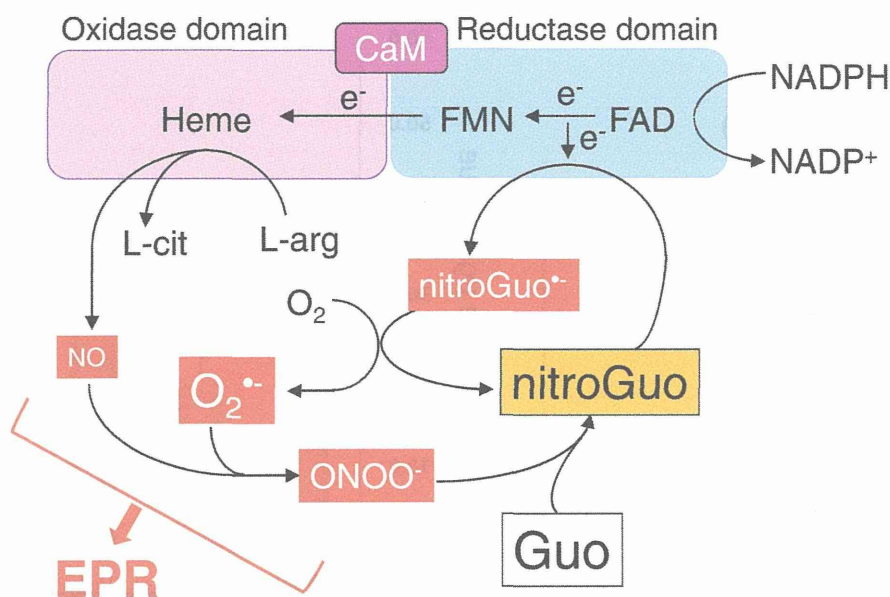 Oxidase domain
CaM
Reductase domain
NADPH
e-
e-
Heme
FMN
FAD
e-
NADP+
L-cit
L-arg
nitroGuo•-
O2
NO
O2•-
nitroGuo
ONOO-
Guo
EPR